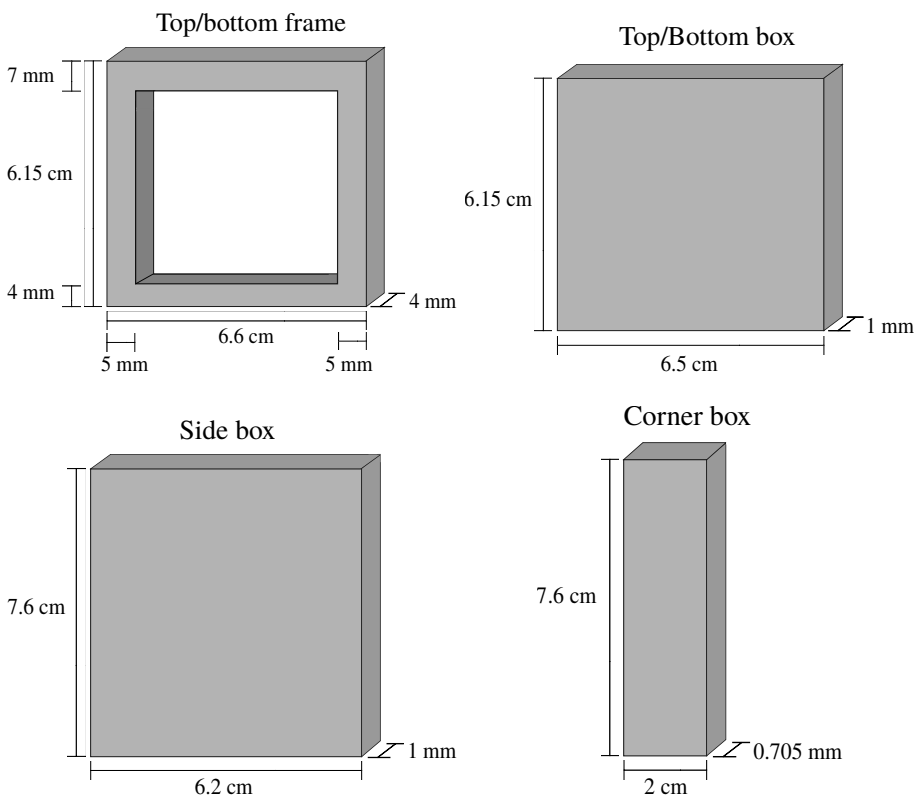 Top/bottom frame
7 mm
6.15 cm
4 mm
4 mm
6.6 cm
5 mm
5 mm
Top/Bottom box
6.15 cm
1 mm
6.5 cm
Side box
7.6 cm
1 mm
6.2 cm
Corner box
7.6 cm
0.705 mm
2 cm